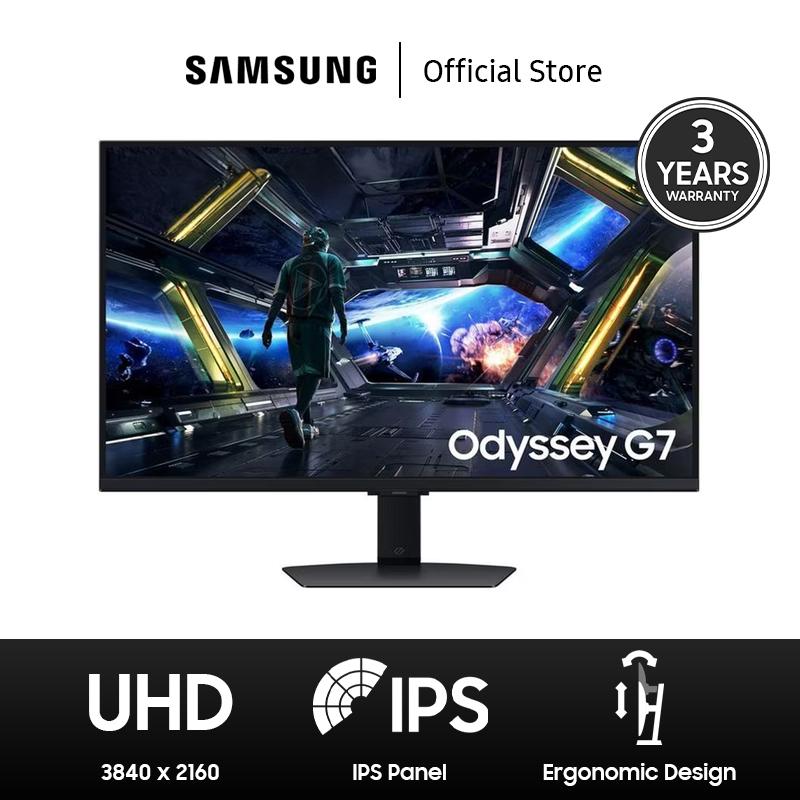 SAMSUNG | Official Store
3
YEARS
WARRANTY
Odyssey G7
UHD
3840 x 2160
IPS
IPS Panel
Ergonomic Design